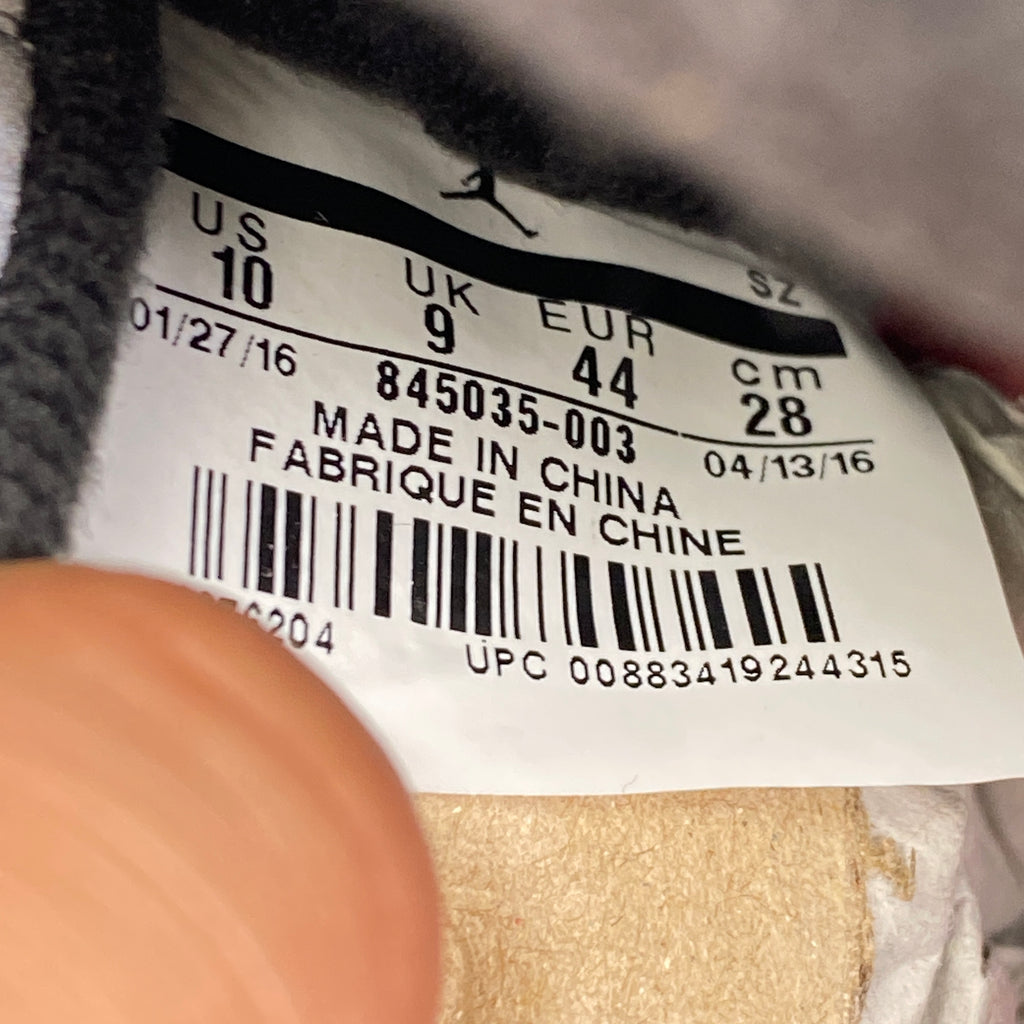 SZ
US UK EUR cm
10 9 44 28
01/27/16 845035-003 04/13/16
MADE IN CHINA
FABRIQUE EN CHINE
6204 UPC 00883419244315